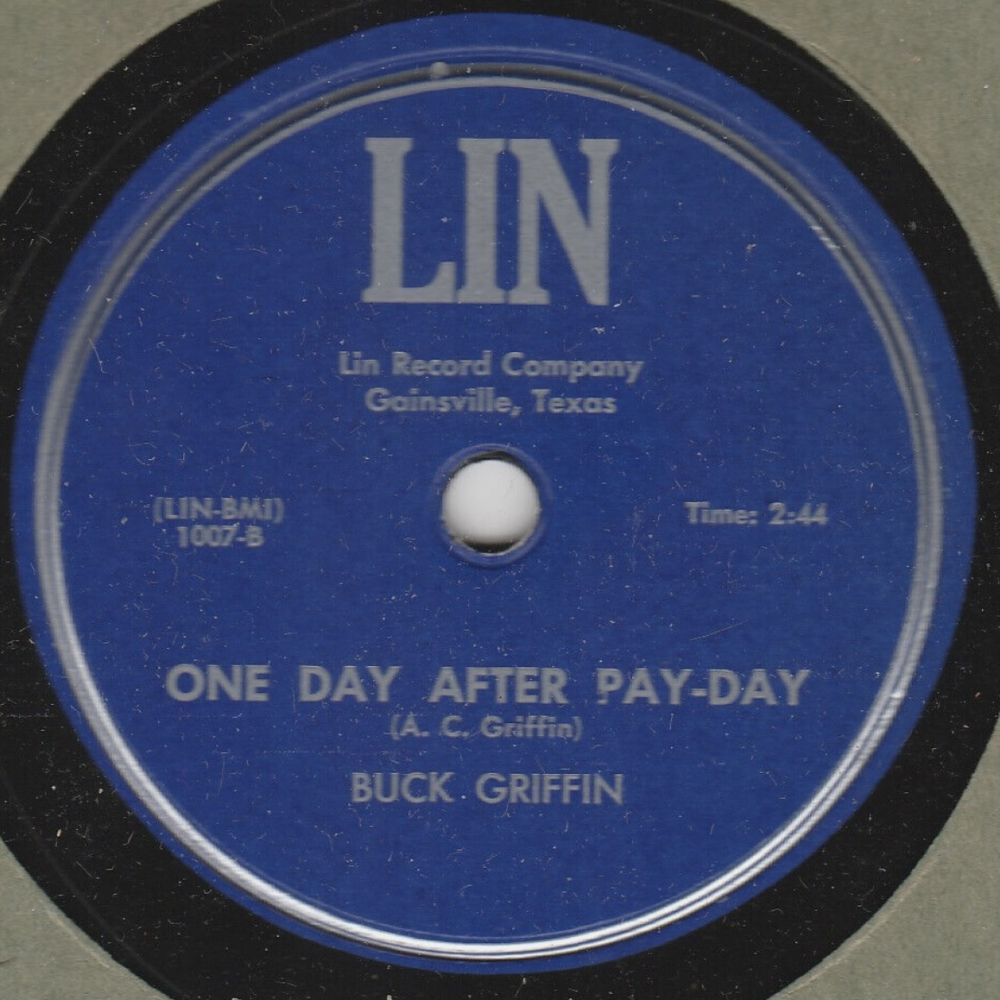 LIN
Lin Record Company
Gainsville, Texas
(LIN-BMI)
1007-B
Time: 2:44
ONE DAY AFTER PAY-DAY
(A. C. Griffin)
BUCK GRIFFIN